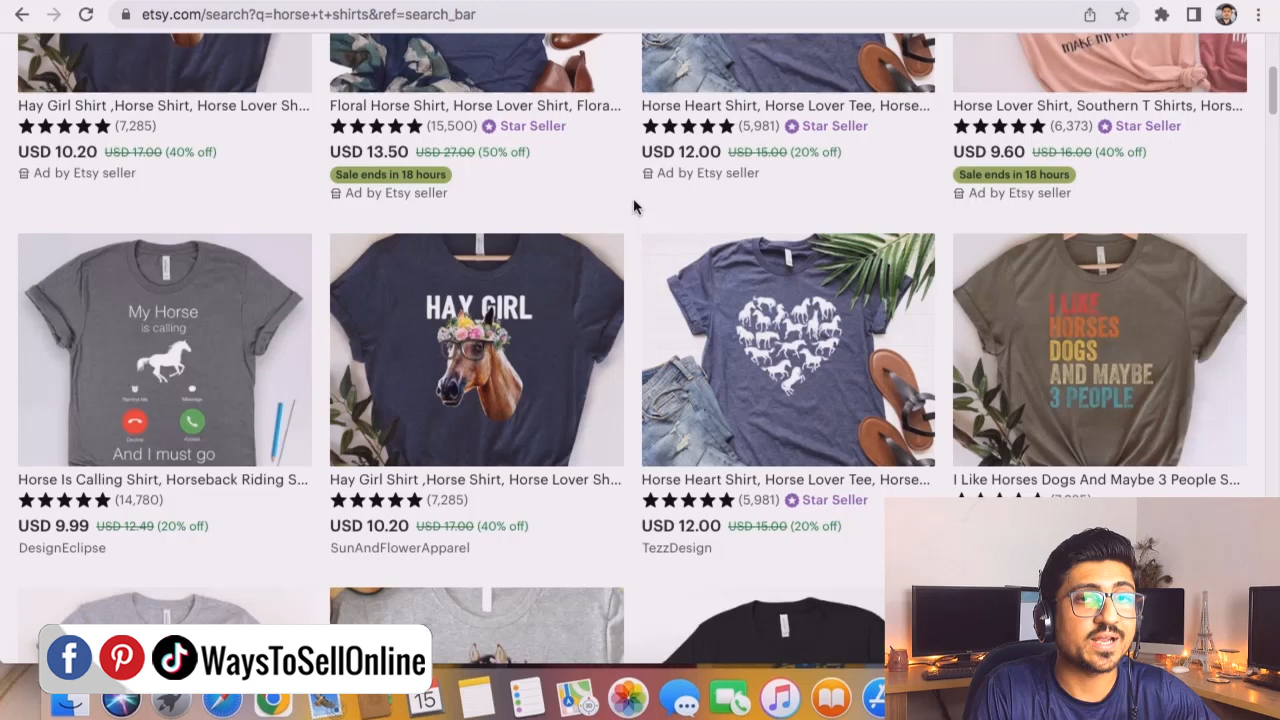 etsy.com/search?q=horse+t+shirts&ref=search_bar
MAKE MY H
Hay Girl Shirt ,Horse Shirt, Horse Lover Sh...
(7,285)
USD 10.20 USD 17.00 (40% off)
Ad by Etsy seller
Floral Horse Shirt, Horse Lover Shirt, Flora...
(15,500) Star Seller
USD 13.50 USD 27.00 (50% off)
Sale ends in 18 hours
Ad by Etsy seller
Horse Heart Shirt, Horse Lover Tee, Horse...
(5,981) Star Seller
USD 12.00 USD 15.00 (20% off)
Ad by Etsy seller
Horse Lover Shirt, Southern T Shirts, Hors...
(6,373) Star Seller
USD 9.60 USD 16.00 (40% off)
Sale ends in 18 hours
Ad by Etsy seller
My Horse
is calling
Remind Me Message
Decline Accept
And I must go
Horse Is Calling Shirt, Horseback Riding S...
(14,780)
USD 9.99 USD 12.49 (20% off)
DesignEclipse
HAY GIRL
Hay Girl Shirt ,Horse Shirt, Horse Lover Sh...
(7,285)
USD 10.20 USD 17.00 (40% off)
SunAndFlowerApparel
Horse Heart Shirt, Horse Lover Tee, Horse...
(5,981) Star Seller
USD 12.00 USD 15.00 (20% off)
TezzDesign
I LIKE
HORSES
DOGS
AND MAYBE
3 PEOPLE
I Like Horses Dogs And Maybe 3 People S...
WaysToSellOnline
15